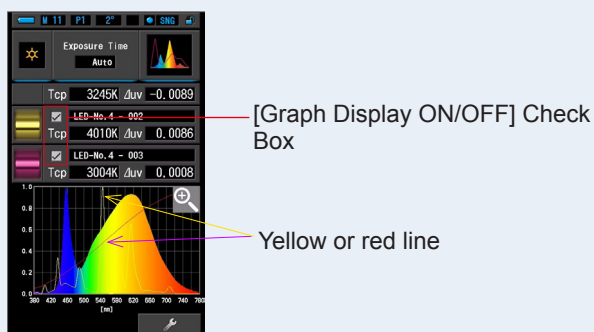 M 11 P1 2° SNG
Exposure Time
Auto
Tcp 3245K ⊿uv -0.0089
LED-No.4 - 002
Tcp 4010K ⊿uv 0.0086
LED-No.4 - 003
Tcp 3004K ⊿uv 0.0008
[Graph Display ON/OFF] Check
Box
Yellow or red line
1.0
0.8
0.6
0.4
0.2
0.0
380 420 460 500 540 580 620 660 700 740 780
[nm]